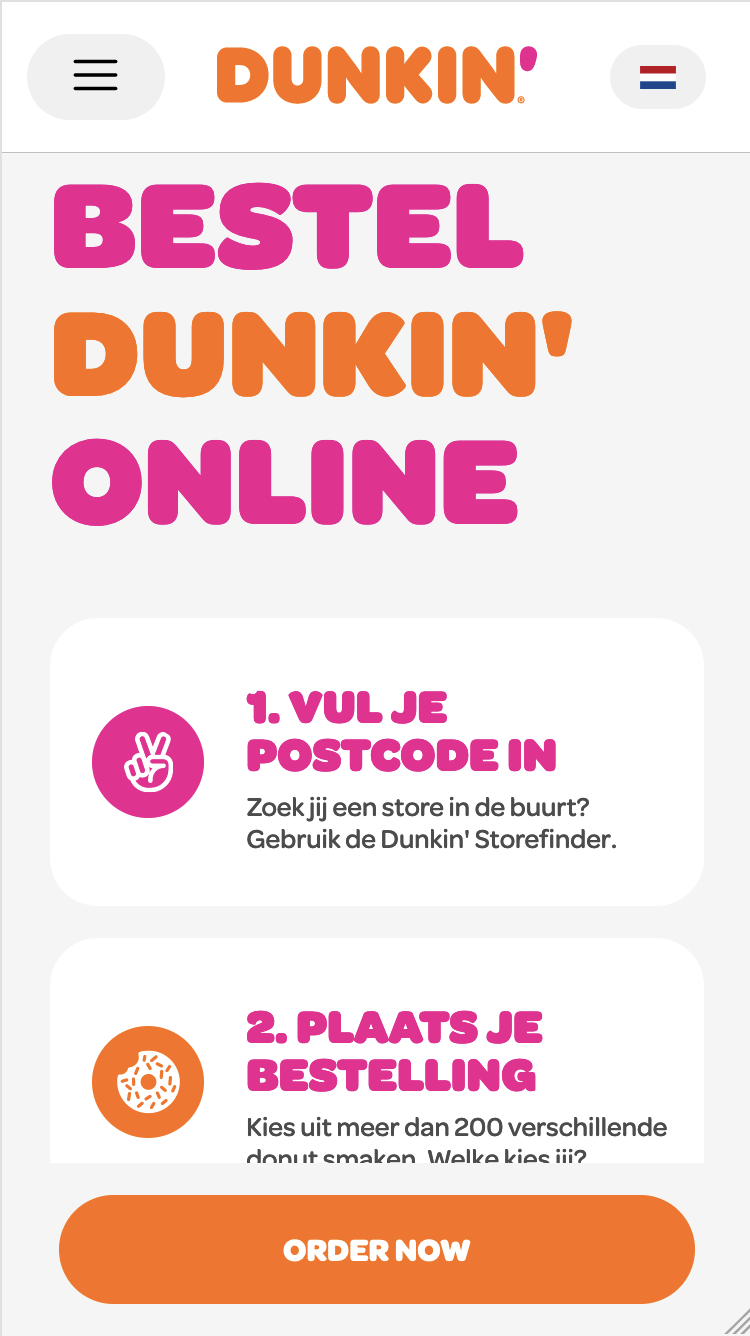 DUNKIN'
BESTEL
DUNKIN'
ONLINE
1. VUL JE
POSTCODE IN
Zoek jij een store in de buurt?
Gebruik de Dunkin' Storefinder.
2. PLAATS JE
BESTELLING
Kies uit meer dan 200 verschillende
donut smaken. Welke kies jij?
ORDER NOW